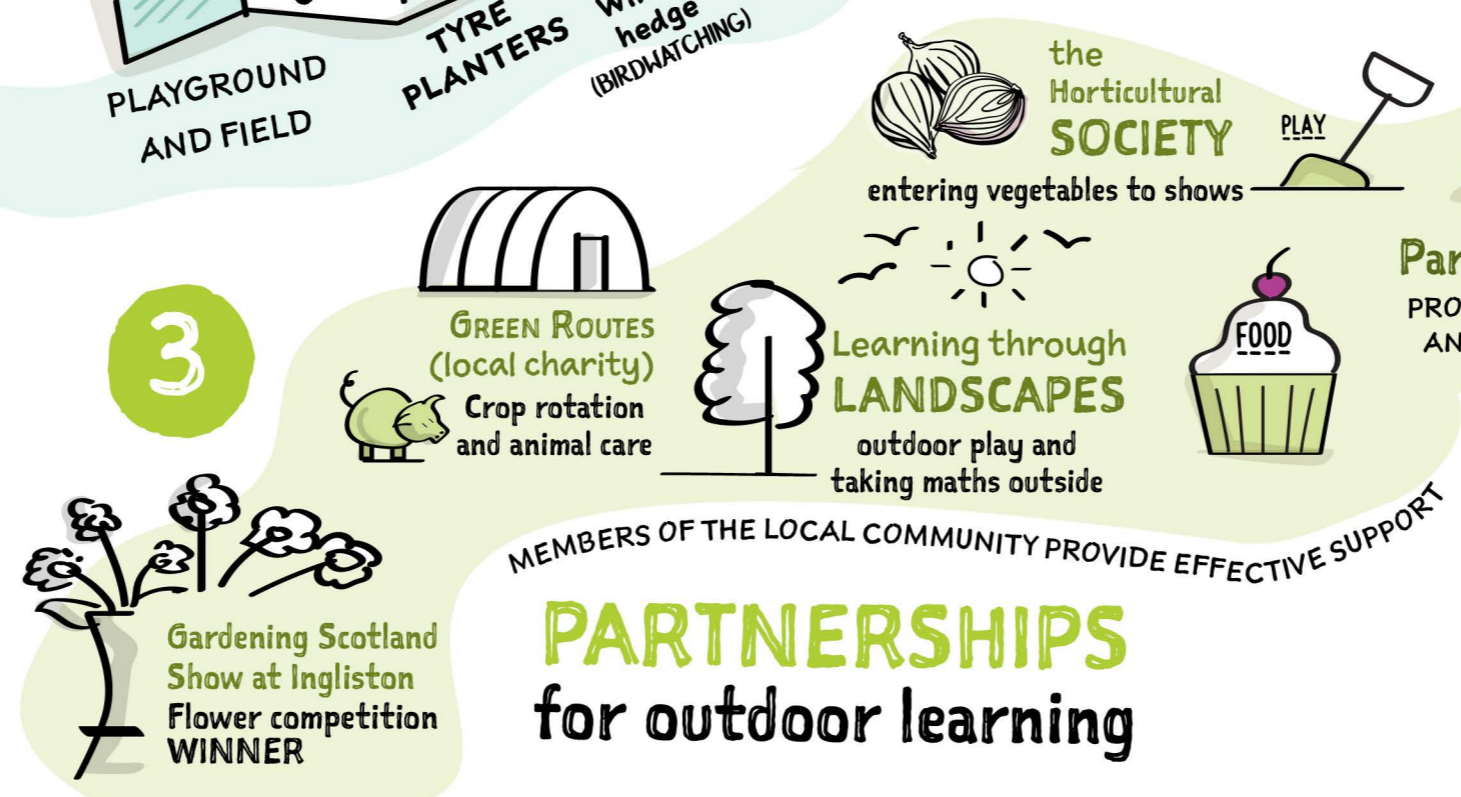 PLAYGROUND
AND FIELD
TYRE
PLANTERS
hedge
(BIRDWATCHING)
the
Horticultural
SOCIETY
entering vegetables to shows
PLAY
FOOD
3
GREEN ROUTES
(local charity)
Crop rotation
and animal care
Learning through
LANDSCAPES
outdoor play and
taking maths outside
MEMBERS OF THE LOCAL COMMUNITY PROVIDE EFFECTIVE SUPPORT
PARTNERSHIPS
for outdoor learning
Gardening Scotland
Show at Ingliston
Flower competition
WINNER